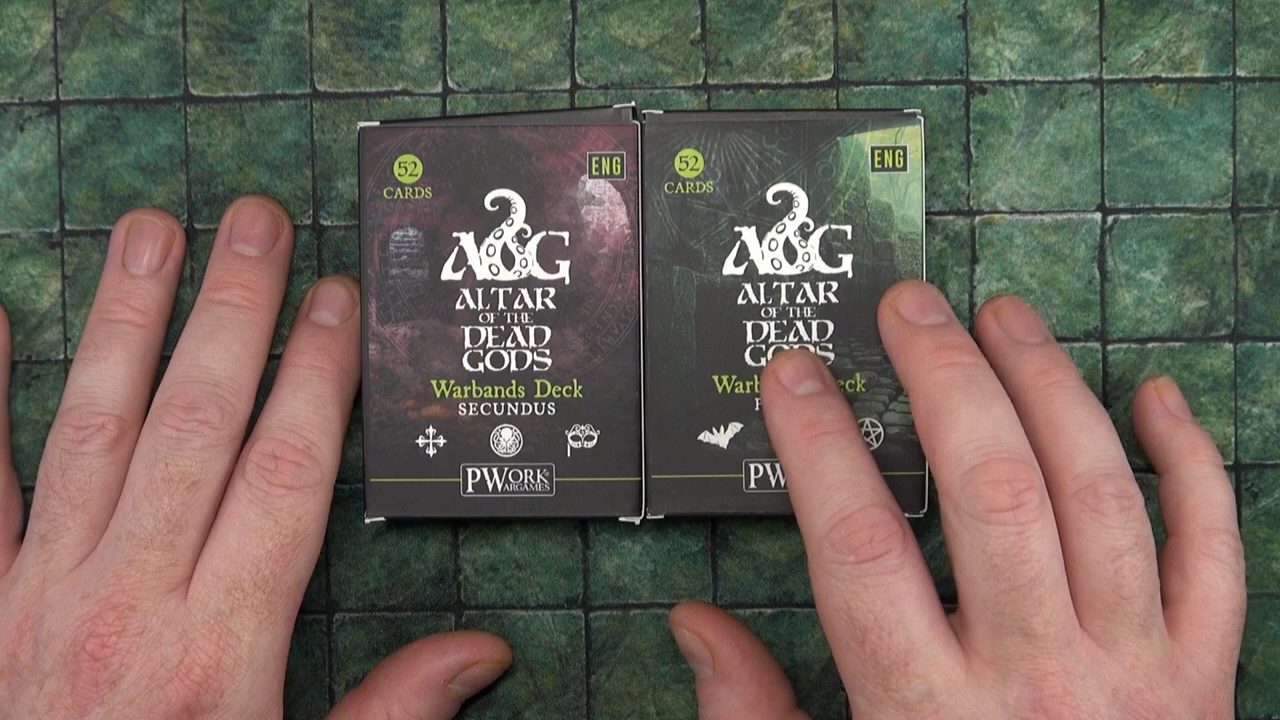 52
CARDS
ENG
A&G
ALTAR
OF THE
DEAD
GODS
Warbands Deck
SECUNDUS
PWORK
WARGAMES
52
CARDS
ENG
A&G
ALTAR
OF THE
DEAD
GODS